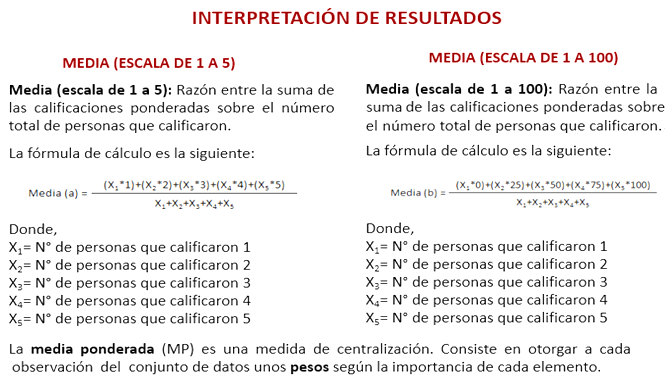 INTERPRETACIÓN DE RESULTADOS
MEDIA (ESCALA DE 1 A 5)
Media (escala de 1 a 5): Razón entre la suma de
las calificaciones ponderadas sobre el número
total de personas que calificaron.
La fórmula de cálculo es la siguiente:
Media (a) = (X₁*1)+(X₂*2)+(X₃*3)+(X₄*4)+(X₅*5)
X₁+X₂+X₃+X₄+X₅
Donde,
X₁= N° de personas que calificaron 1
X₂= N° de personas que calificaron 2
X₃= N° de personas que calificaron 3
X₄= N° de personas que calificaron 4
X₅= N° de personas que calificaron 5
MEDIA (ESCALA DE 1 A 100)
Media (escala de 1 a 100): Razón entre la
suma de las calificaciones ponderadas sobre
el número total de personas que calificaron.
La fórmula de cálculo es la siguiente:
Media (b) = (X₁*0)+(X₂*25)+(X₃*50)+(X₄*75)+(X₅*100)
X₁+X₂+X₃+X₄+X₅
Donde,
X₁= N° de personas que calificaron 1
X₂= N° de personas que calificaron 2
X₃= N° de personas que calificaron 3
X₄= N° de personas que calificaron 4
X₅= N° de personas que calificaron 5
La media ponderada (MP) es una medida de centralización. Consiste en otorgar a cada
observación del conjunto de datos unos pesos según la importancia de cada elemento.